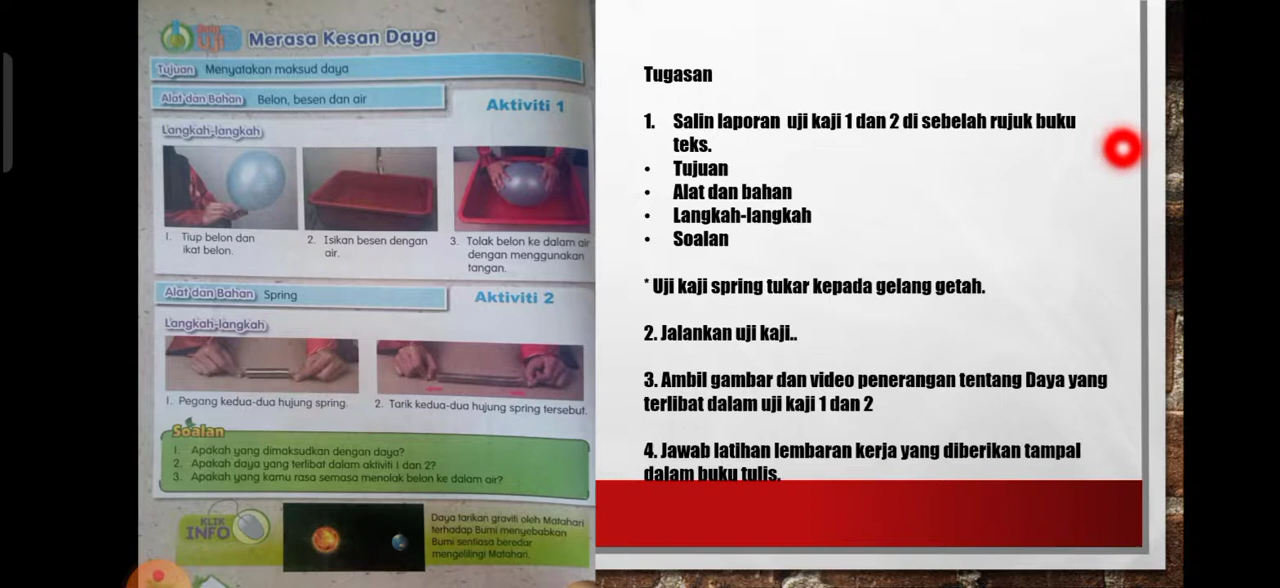 Uji Merasa Kesan Daya
Tujuan Menyatakan maksud daya
Alat dan Bahan Belon, besen dan air
Aktiviti 1
Langkah-langkah
1. Tiup belon dan
ikat belon.
2. Isikan besen dengan
air.
3. Tolak belon ke dalam air
dengan menggunakan
tangan.
Alat dan Bahan Spring
Aktiviti 2
Langkah-langkah
1. Pegang kedua-dua hujung spring.
2. Tarik kedua-dua hujung spring tersebut.
Soalan
1. Apakah yang dimaksudkan dengan daya?
2. Apakah daya yang terlibat dalam aktiviti 1 dan 2?
3. Apakah yang kamu rasa semasa menolak belon ke dalam air?
KLIK
INFO
Daya tarikan graviti oleh Matahari
terhadap Bumi menyebabkan
Bumi sentiasa beredar
mengelilingi Matahari.
Tugasan
1. Salin laporan uji kaji 1 dan 2 di sebelah rujuk buku
teks.
• Tujuan
• Alat dan bahan
• Langkah-langkah
• Soalan
* Uji kaji spring tukar kepada gelang getah.
2. Jalankan uji kaji..
3. Ambil gambar dan video penerangan tentang Daya yang
terlibat dalam uji kaji 1 dan 2
4. Jawab latihan lembaran kerja yang diberikan tampal
dalam buku tulis.